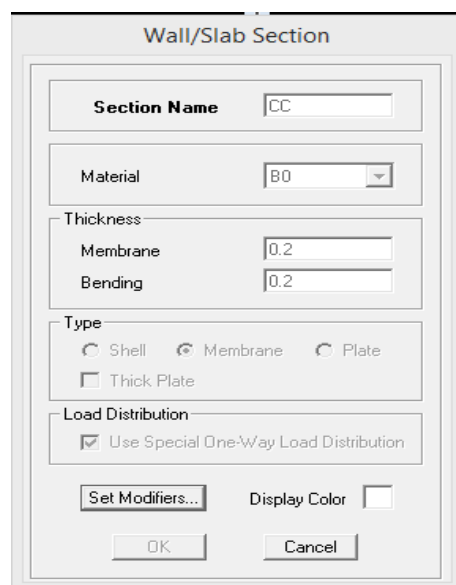 Wall/Slab Section
Section Name CC
Material B0
Thickness
Membrane 0.2
Bending 0.2
Type
Shell Membrane Plate
Thick Plate
Load Distribution
Use Special One-Way Load Distribution
Set Modifiers... Display Color
OK Cancel